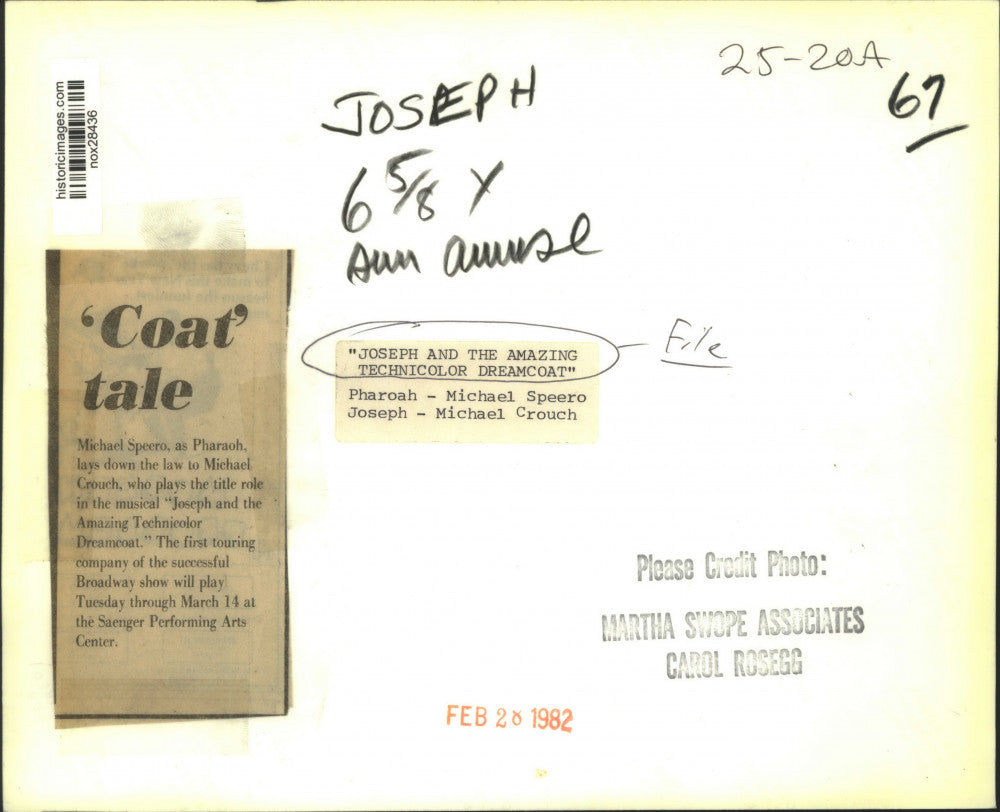 historicimages.com
nox28436
25-20A
67
JOSEPH
6 5/8 Y
Sun amuse
'Coat'
tale
Michael Speero, as Pharaoh,
lays down the law to Michael
Crouch, who plays the title role
in the musical "Joseph and the
Amazing Technicolor
Dreamcoat." The first touring
company of the successful
Broadway show will play
Tuesday through March 14 at
the Saenger Performing Arts
Center.
"JOSEPH AND THE AMAZING
TECHNICOLOR DREAMCOAT"
Pharoah - Michael Speero
Joseph - Michael Crouch
File
Please Credit Photo:
MARTHA SWOPE ASSOCIATES
CAROL ROSEGG
FEB 28 1982